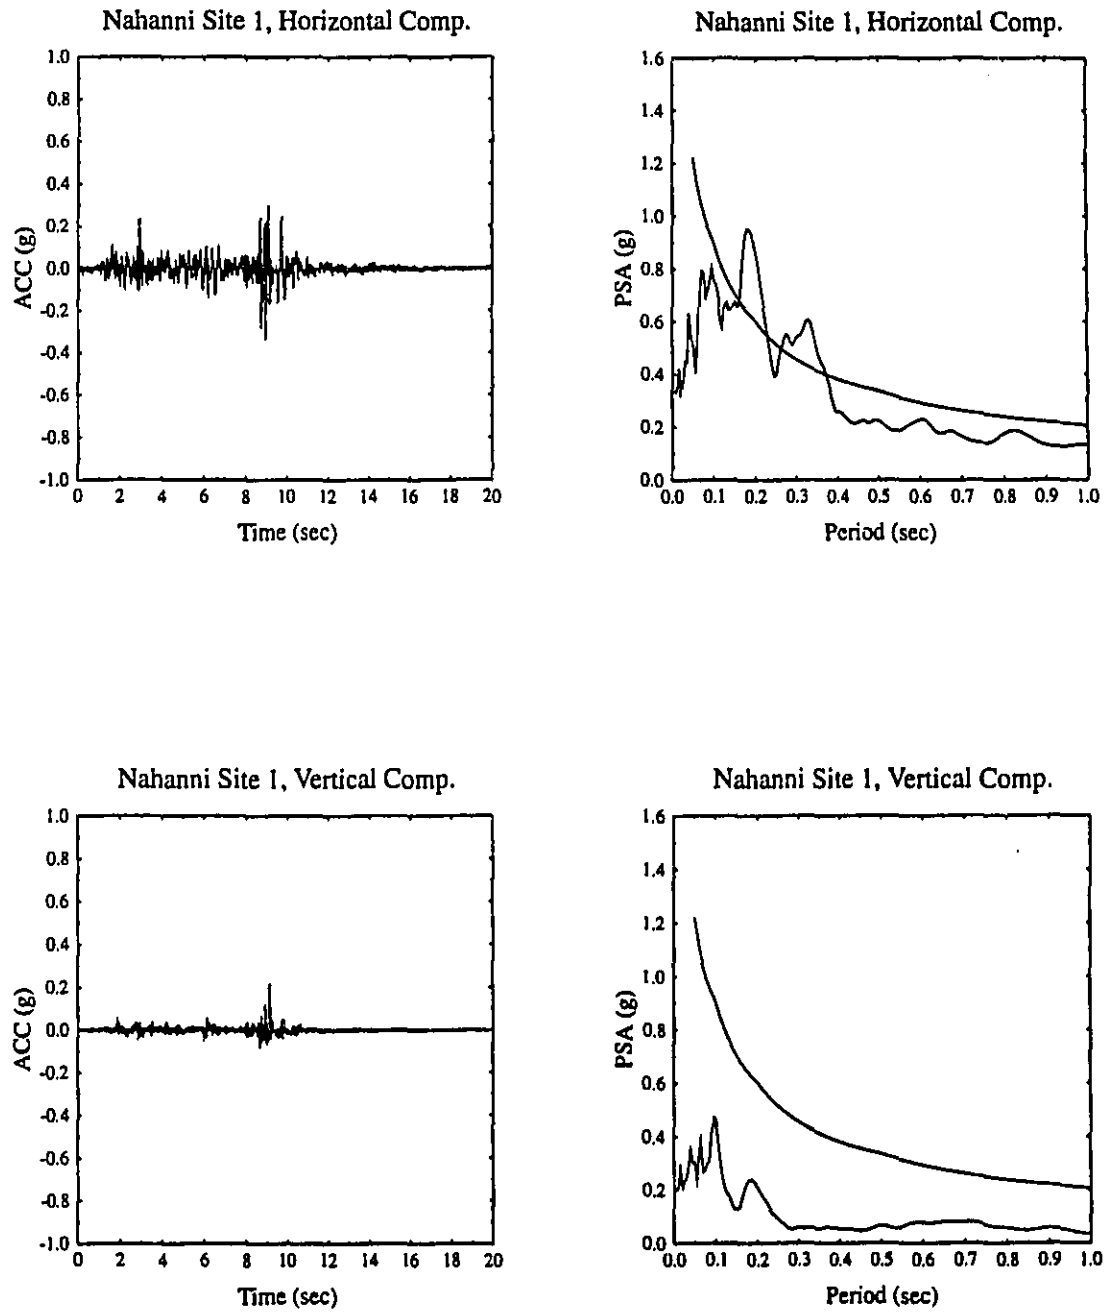 Nahanni Site 1, Horizontal Comp.
1.0
0.8
0.6
0.4
0.2
0.0
-0.2
-0.4
-0.6
-0.8
-1.0
ACC (g)
0 2 4 6 8 10 12 14 16 18 20
Time (sec)
Nahanni Site 1, Horizontal Comp.
1.6
1.4
1.2
1.0
0.8
0.6
0.4
0.2
0.0
PSA (g)
0.0 0.1 0.2 0.3 0.4 0.5 0.6 0.7 0.8 0.9 1.0
Period (sec)
Nahanni Site 1, Vertical Comp.
1.0
0.8
0.6
0.4
0.2
0.0
-0.2
-0.4
-0.6
-0.8
-1.0
ACC (g)
0 2 4 6 8 10 12 14 16 18 20
Time (sec)
Nahanni Site 1, Vertical Comp.
1.6
1.4
1.2
1.0
0.8
0.6
0.4
0.2
0.0
PSA (g)
0.0 0.1 0.2 0.3 0.4 0.5 0.6 0.7 0.8 0.9 1.0
Period (sec)